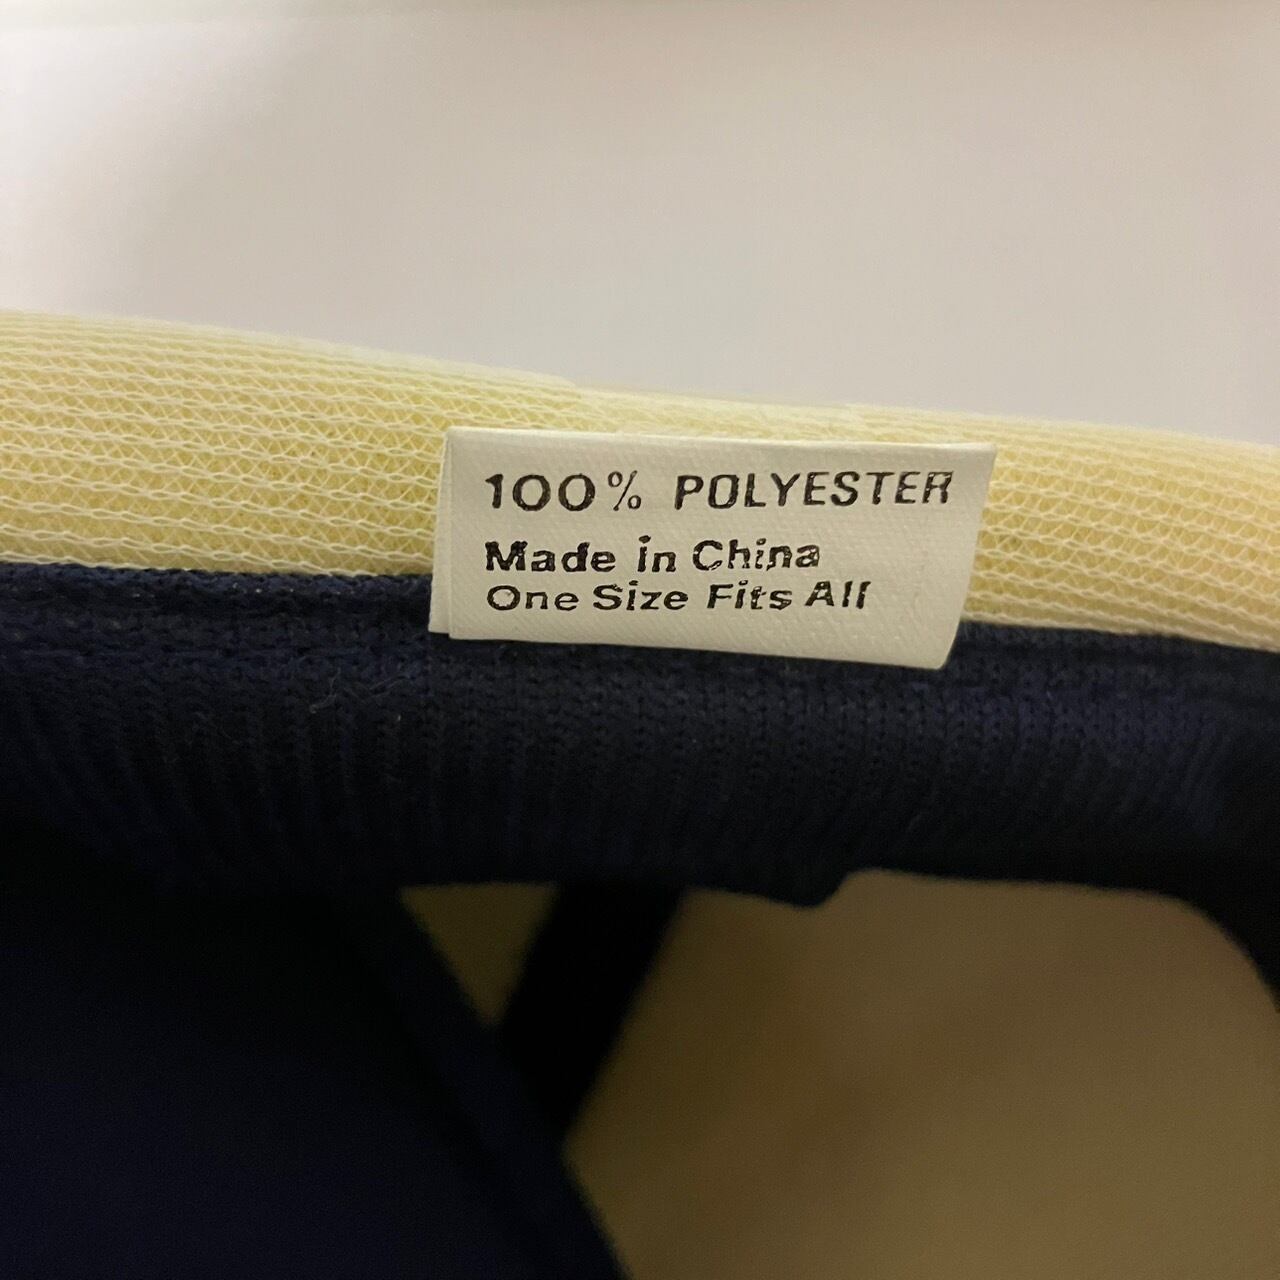 100% POLYESTER
Made in China
One Size Fits All